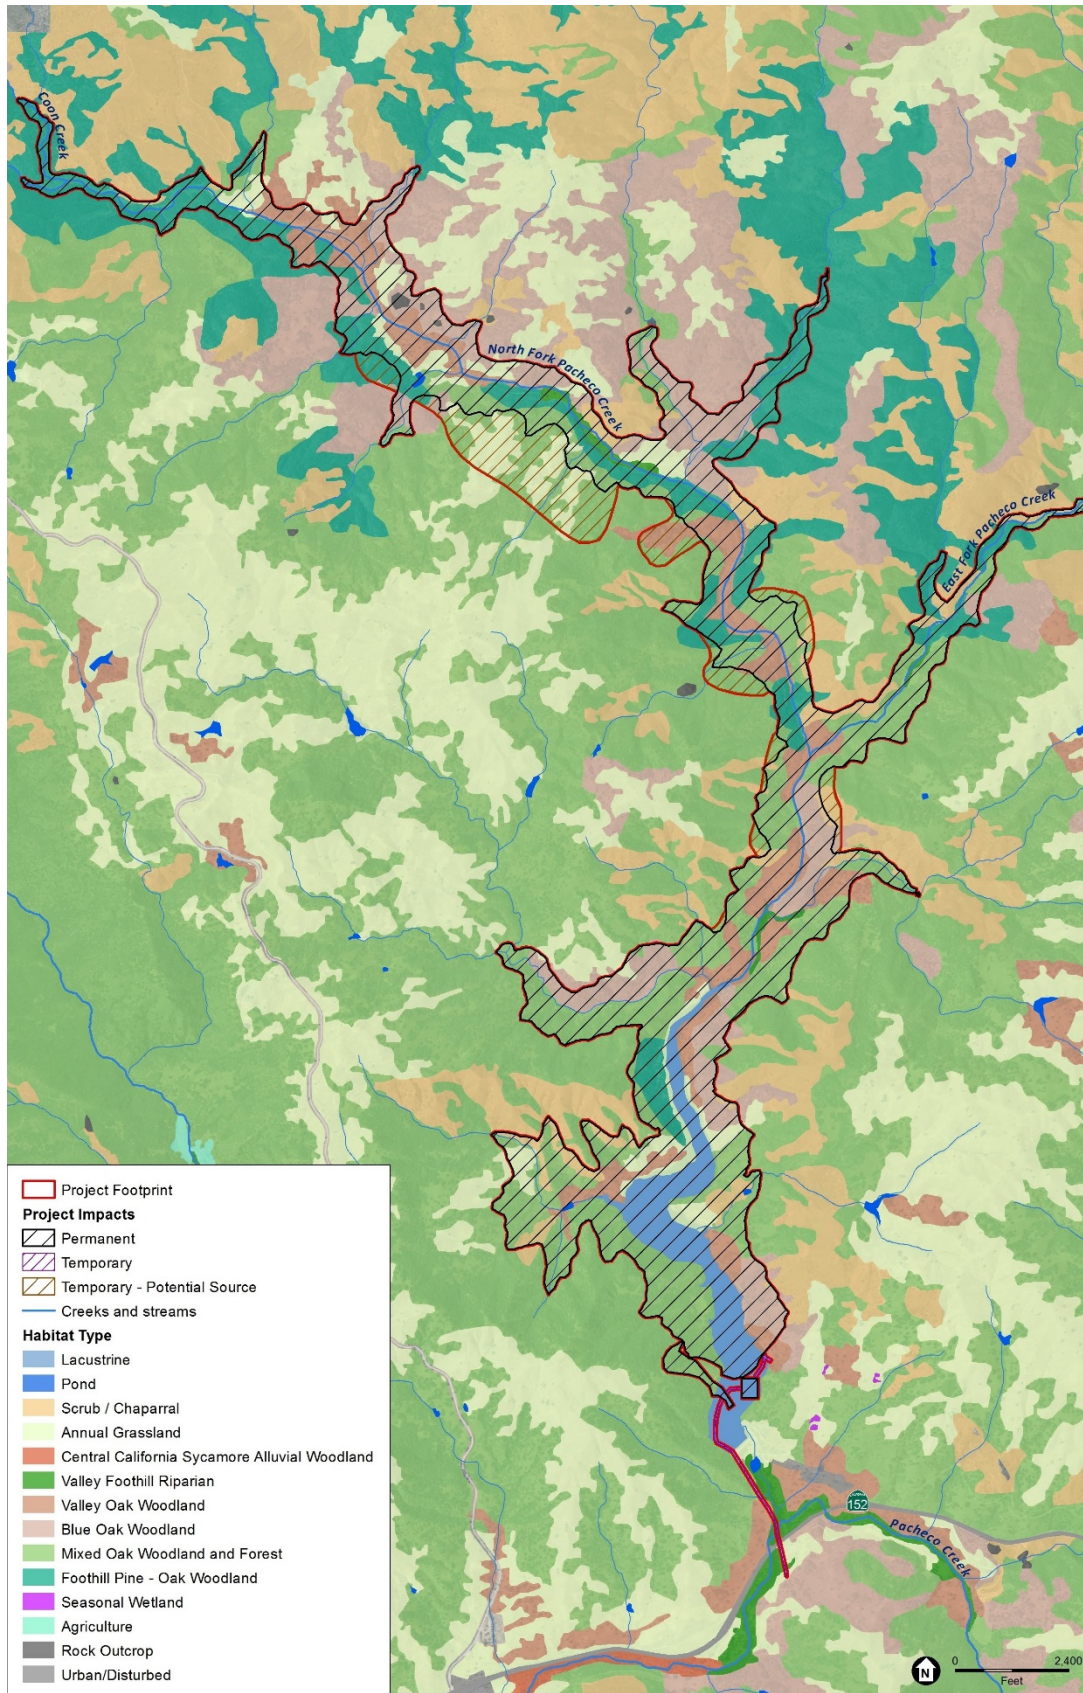 Coon Creek
North Fork Pacheco Creek
East Fork Pacheco Creek
Project Footprint
Project Impacts
Permanent
Temporary
Temporary - Potential Source
Creeks and streams
Habitat Type
Lacustrine
Pond
Scrub / Chaparral
Annual Grassland
Central California Sycamore Alluvial Woodland
Valley Foothill Riparian
Valley Oak Woodland
Blue Oak Woodland
Mixed Oak Woodland and Forest
Foothill Pine - Oak Woodland
Seasonal Wetland
Agriculture
Rock Outcrop
Urban/Disturbed
152
Pacheco Creek
N
0 2,400
Feet